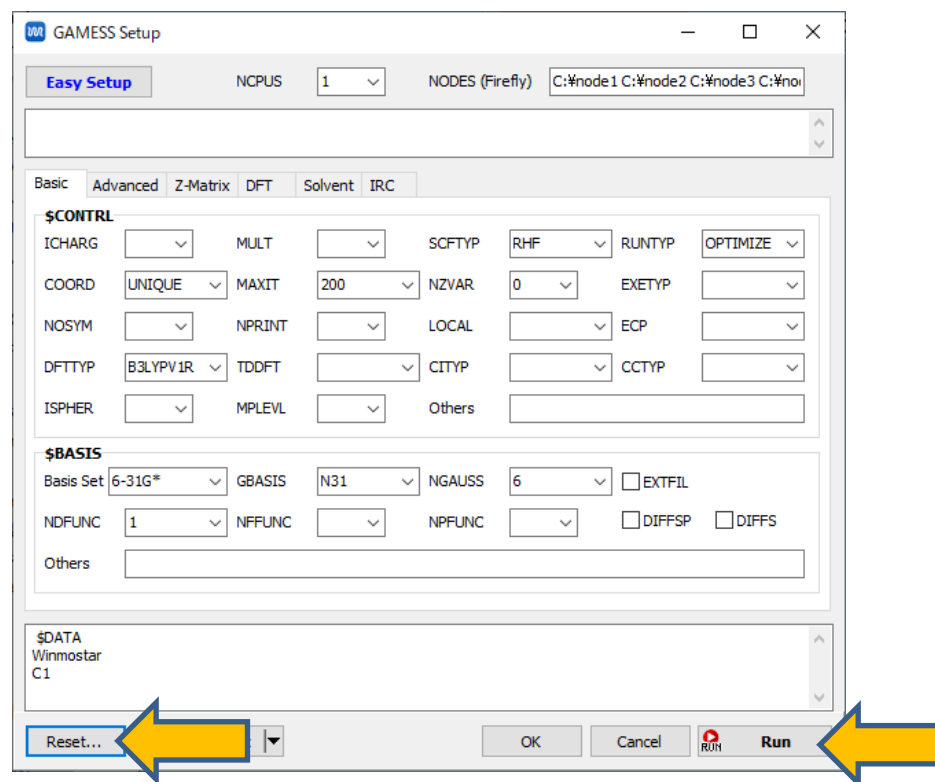 GAMESS Setup
Easy Setup NCPUS 1 NODES (Firefly) C:¥node1 C:¥node2 C:¥node3 C:¥no
Basic Advanced Z-Matrix DFT Solvent IRC
$CONTRL
ICHARG MULT SCFTYP RHF RUNTYP OPTIMIZE
COORD UNIQUE MAXIT 200 NZVAR 0 EXETYP
NOSYM NPRINT LOCAL ECP
DFTTYP B3LYPV1R TDDFT CITYP CCTYP
ISPHER MPLEVL Others
$BASIS
Basis Set 6-31G* GBASIS N31 NGAUSS 6 EXTFIL
NDFUNC 1 NFFUNC NPFUNC DIFFSP DIFFS
Others
$DATA
Winmostar
C1
Reset... OK Cancel RUN Run